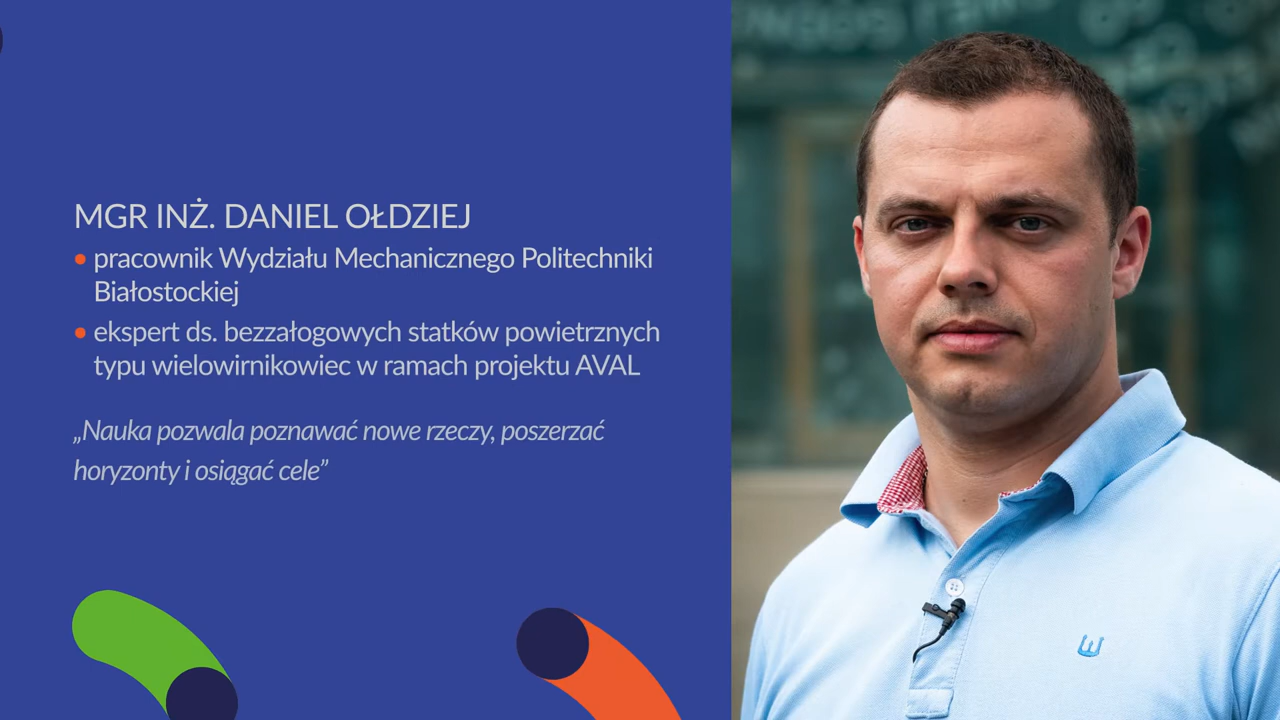 MGR INŻ. DANIEL OŁDZIEJ
• pracownik Wydziału Mechanicznego Politechniki
Białostockiej
• ekspert ds. bezzałogowych statków powietrznych
typu wielowirnikowiec w ramach projektu AVAL
„Nauka pozwala poznawać nowe rzeczy, poszerzać
horyzonty i osiągać cele”